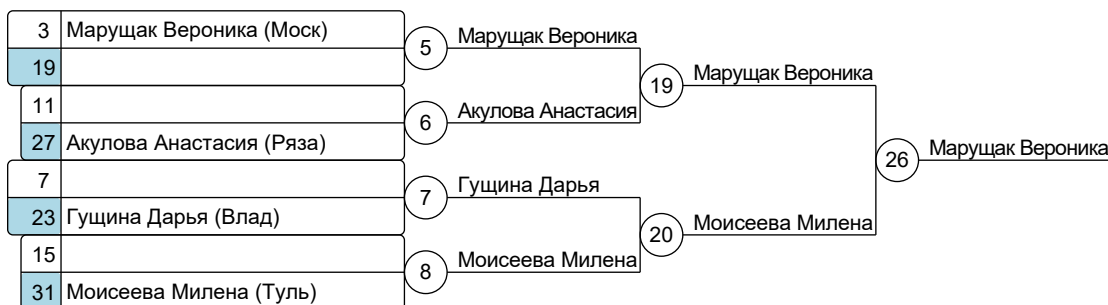 3 Марущак Вероника (Моск)
5 Марущак Вероника
19
19 Марущак Вероника
11
6 Акулова Анастасия
27 Акулова Анастасия (Ряза)
26 Марущак Вероника
7
7 Гущина Дарья
23 Гущина Дарья (Влад)
20 Моисеева Милена
15
8 Моисеева Милена
31 Моисеева Милена (Туль)